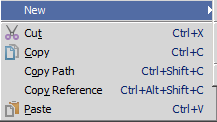 New
Cut Ctrl+X
Copy Ctrl+C
Copy Path Ctrl+Shift+C
Copy Reference Ctrl+Alt+Shift+C
Paste Ctrl+V